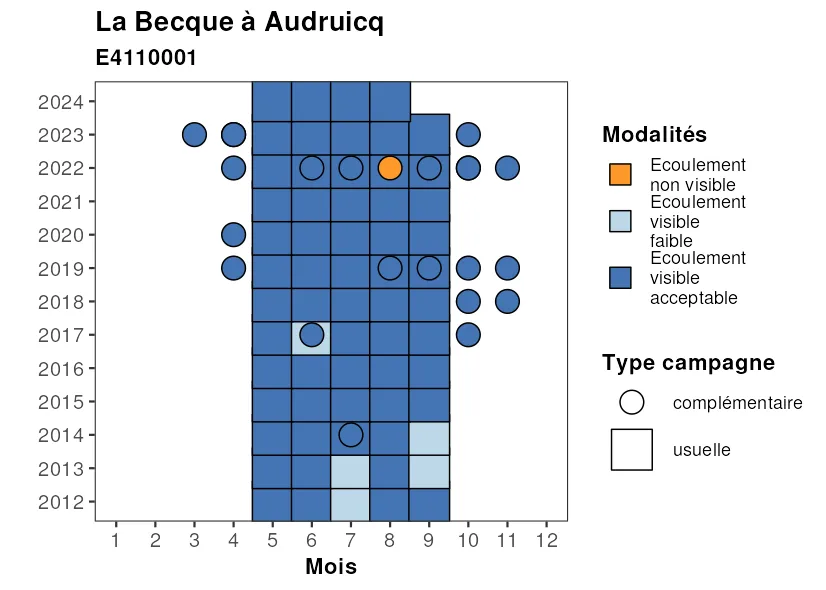 La Becque à Audruicq
E4110001
2024
2023
2022
2021
2020
2019
2018
2017
2016
2015
2014
2013
2012
1 2 3 4 5 6 7 8 9 10 11 12
Mois
Modalités
Ecoulement
non visible
Ecoulement
visible
faible
Ecoulement
visible
acceptable
Type campagne
complémentaire
usuelle